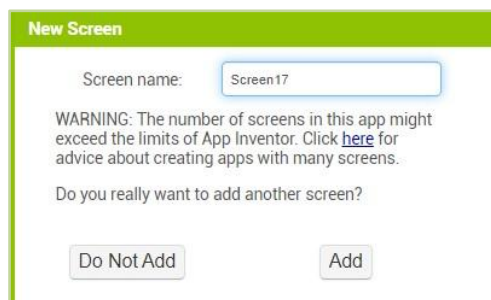 New Screen
Screen name:
Screen17
WARNING: The number of screens in this app might
exceed the limits of App Inventor. Click here for
advice about creating apps with many screens.
Do you really want to add another screen?
Do Not Add
Add